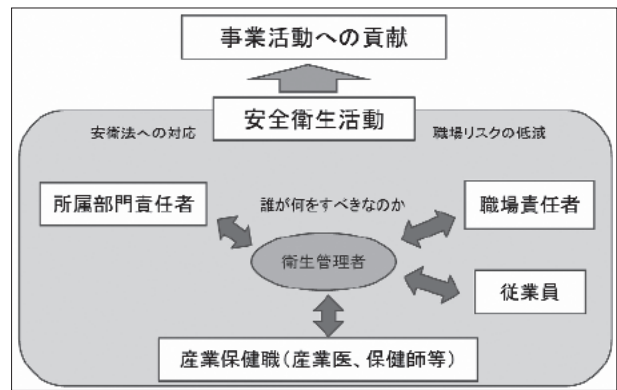 事業活動への貢献
安全衛生活動
安衛法への対応
職場リスクの低減
所属部門責任者
誰が何をすべきなのか
職場責任者
衛生管理者
従業員
産業保健職(産業医、保健師等)